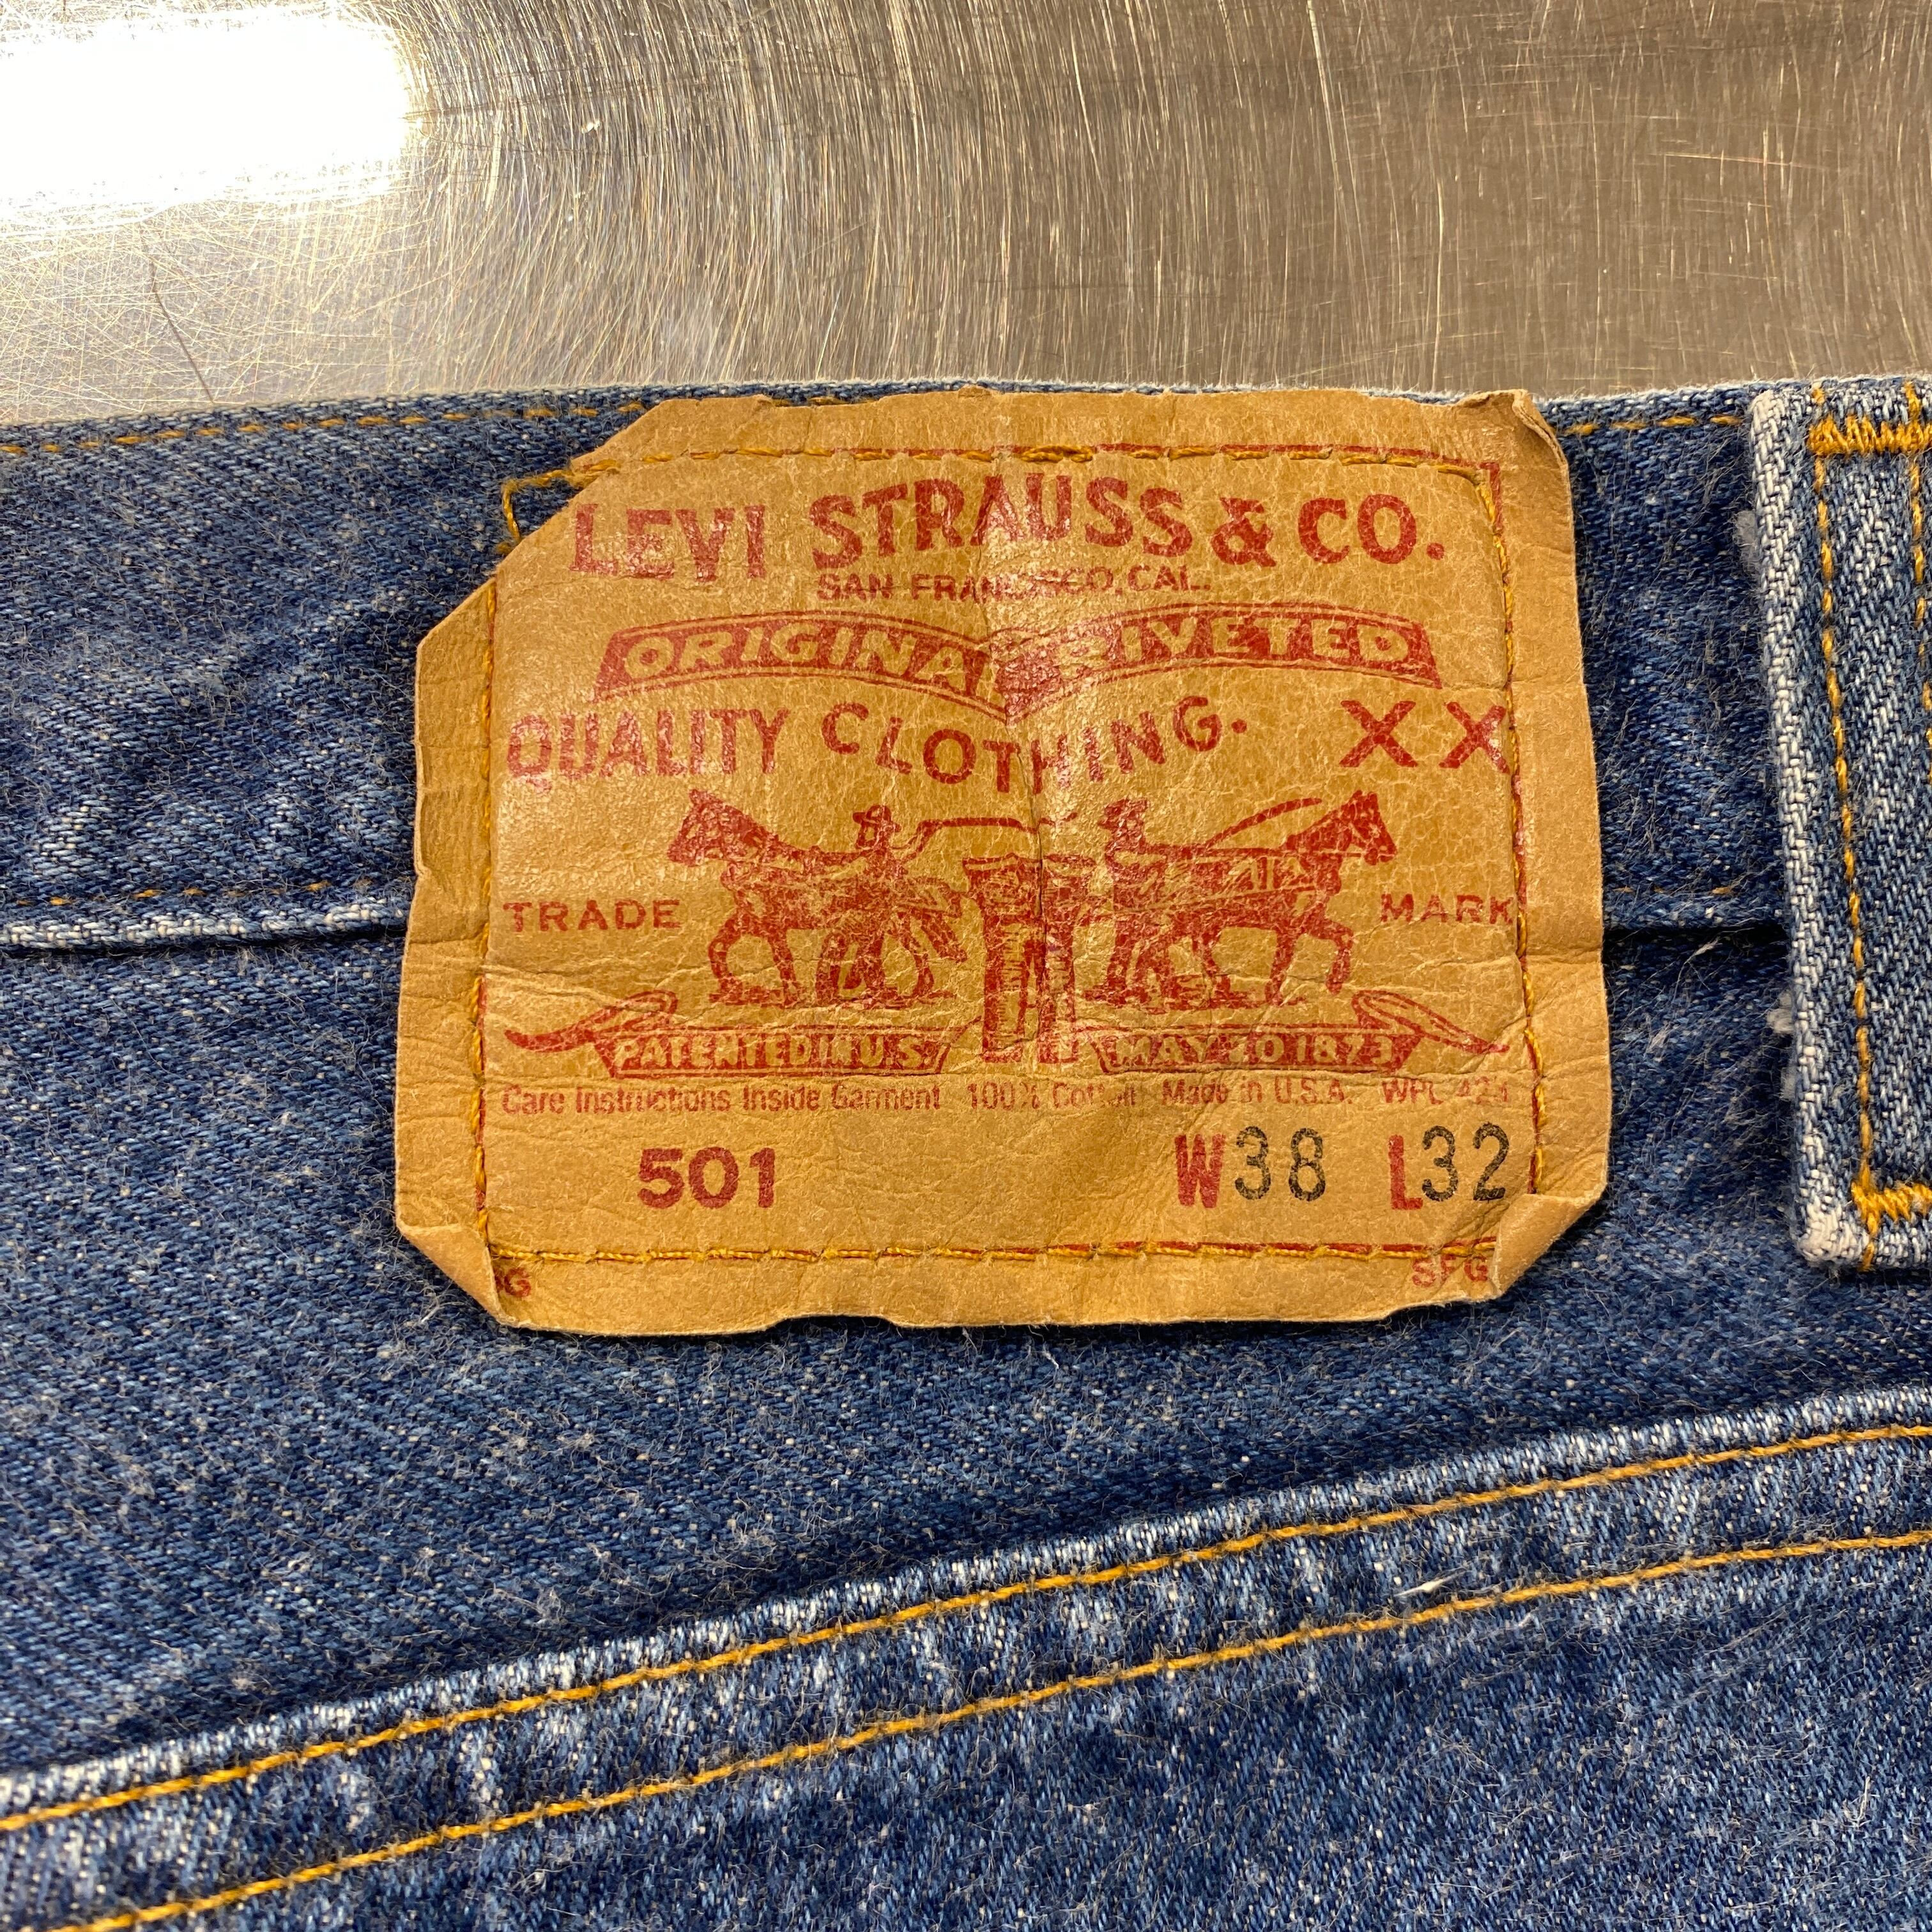 LEVI STRAUSS & CO.
SAN FRANCISCO, CAL.
ORIGINAL RIVETED
QUALITY CLOTHING. XX
TRADE MARK
PATENTED IN U.S. MAY 20 1873
Care Instructions Inside Garment 100% Cotton Made in U.S.A. WPL 423
501 W38 L32
G SFG